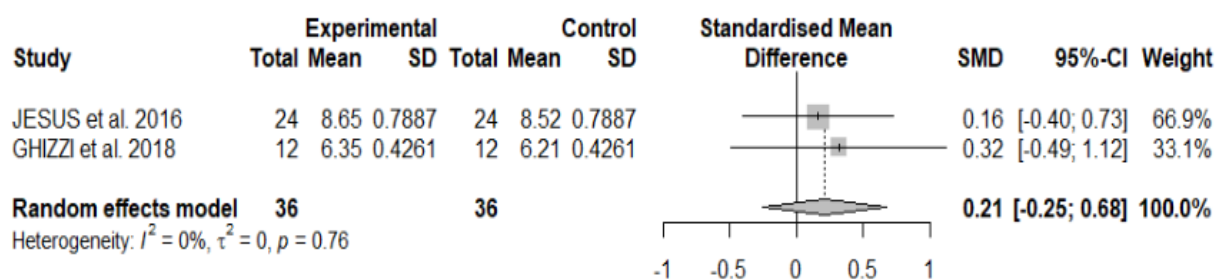 Experimental Control Standardised Mean
Study Total Mean SD Total Mean SD Difference SMD 95%-CI Weight
JESUS et al. 2016 24 8.65 0.7887 24 8.52 0.7887 0.16 [-0.40; 0.73] 66.9%
GHIZZI et al. 2018 12 6.35 0.4261 12 6.21 0.4261 0.32 [-0.49; 1.12] 33.1%
Random effects model 36 36 0.21 [-0.25; 0.68] 100.0%
Heterogeneity: I² = 0%, τ² = 0, p = 0.76
-1 -0.5 0 0.5 1